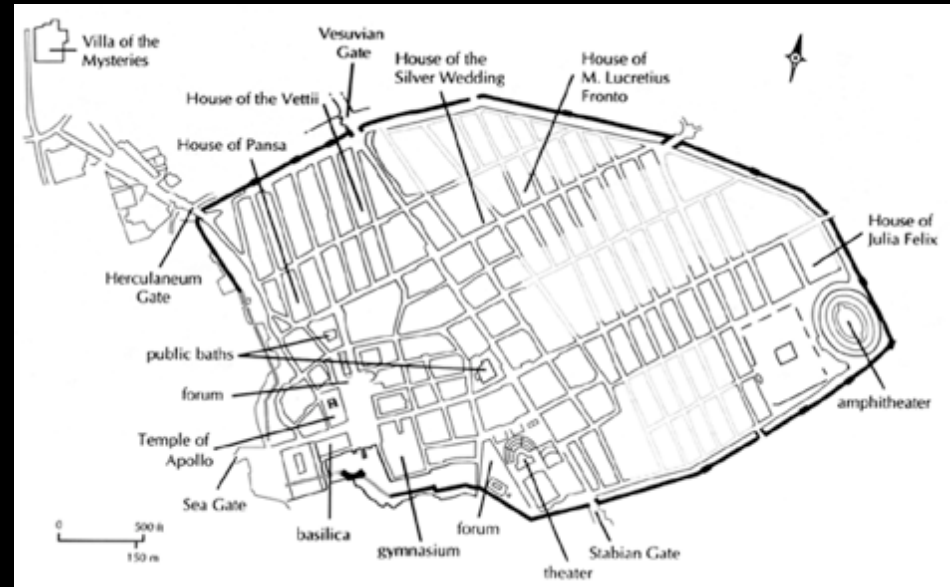 Villa of the
Mysteries
Vesuvian
Gate
House of the
Silver Wedding
House of
M. Lucretius
Fronto
House of the Vettii
House of Pansa
House of
Julia Felix
Herculaneum
Gate
public baths
forum
amphitheater
Temple of
Apollo
Sea Gate
basilica
gymnasium
forum
theater
Stabian Gate
0 500 ft
150 m